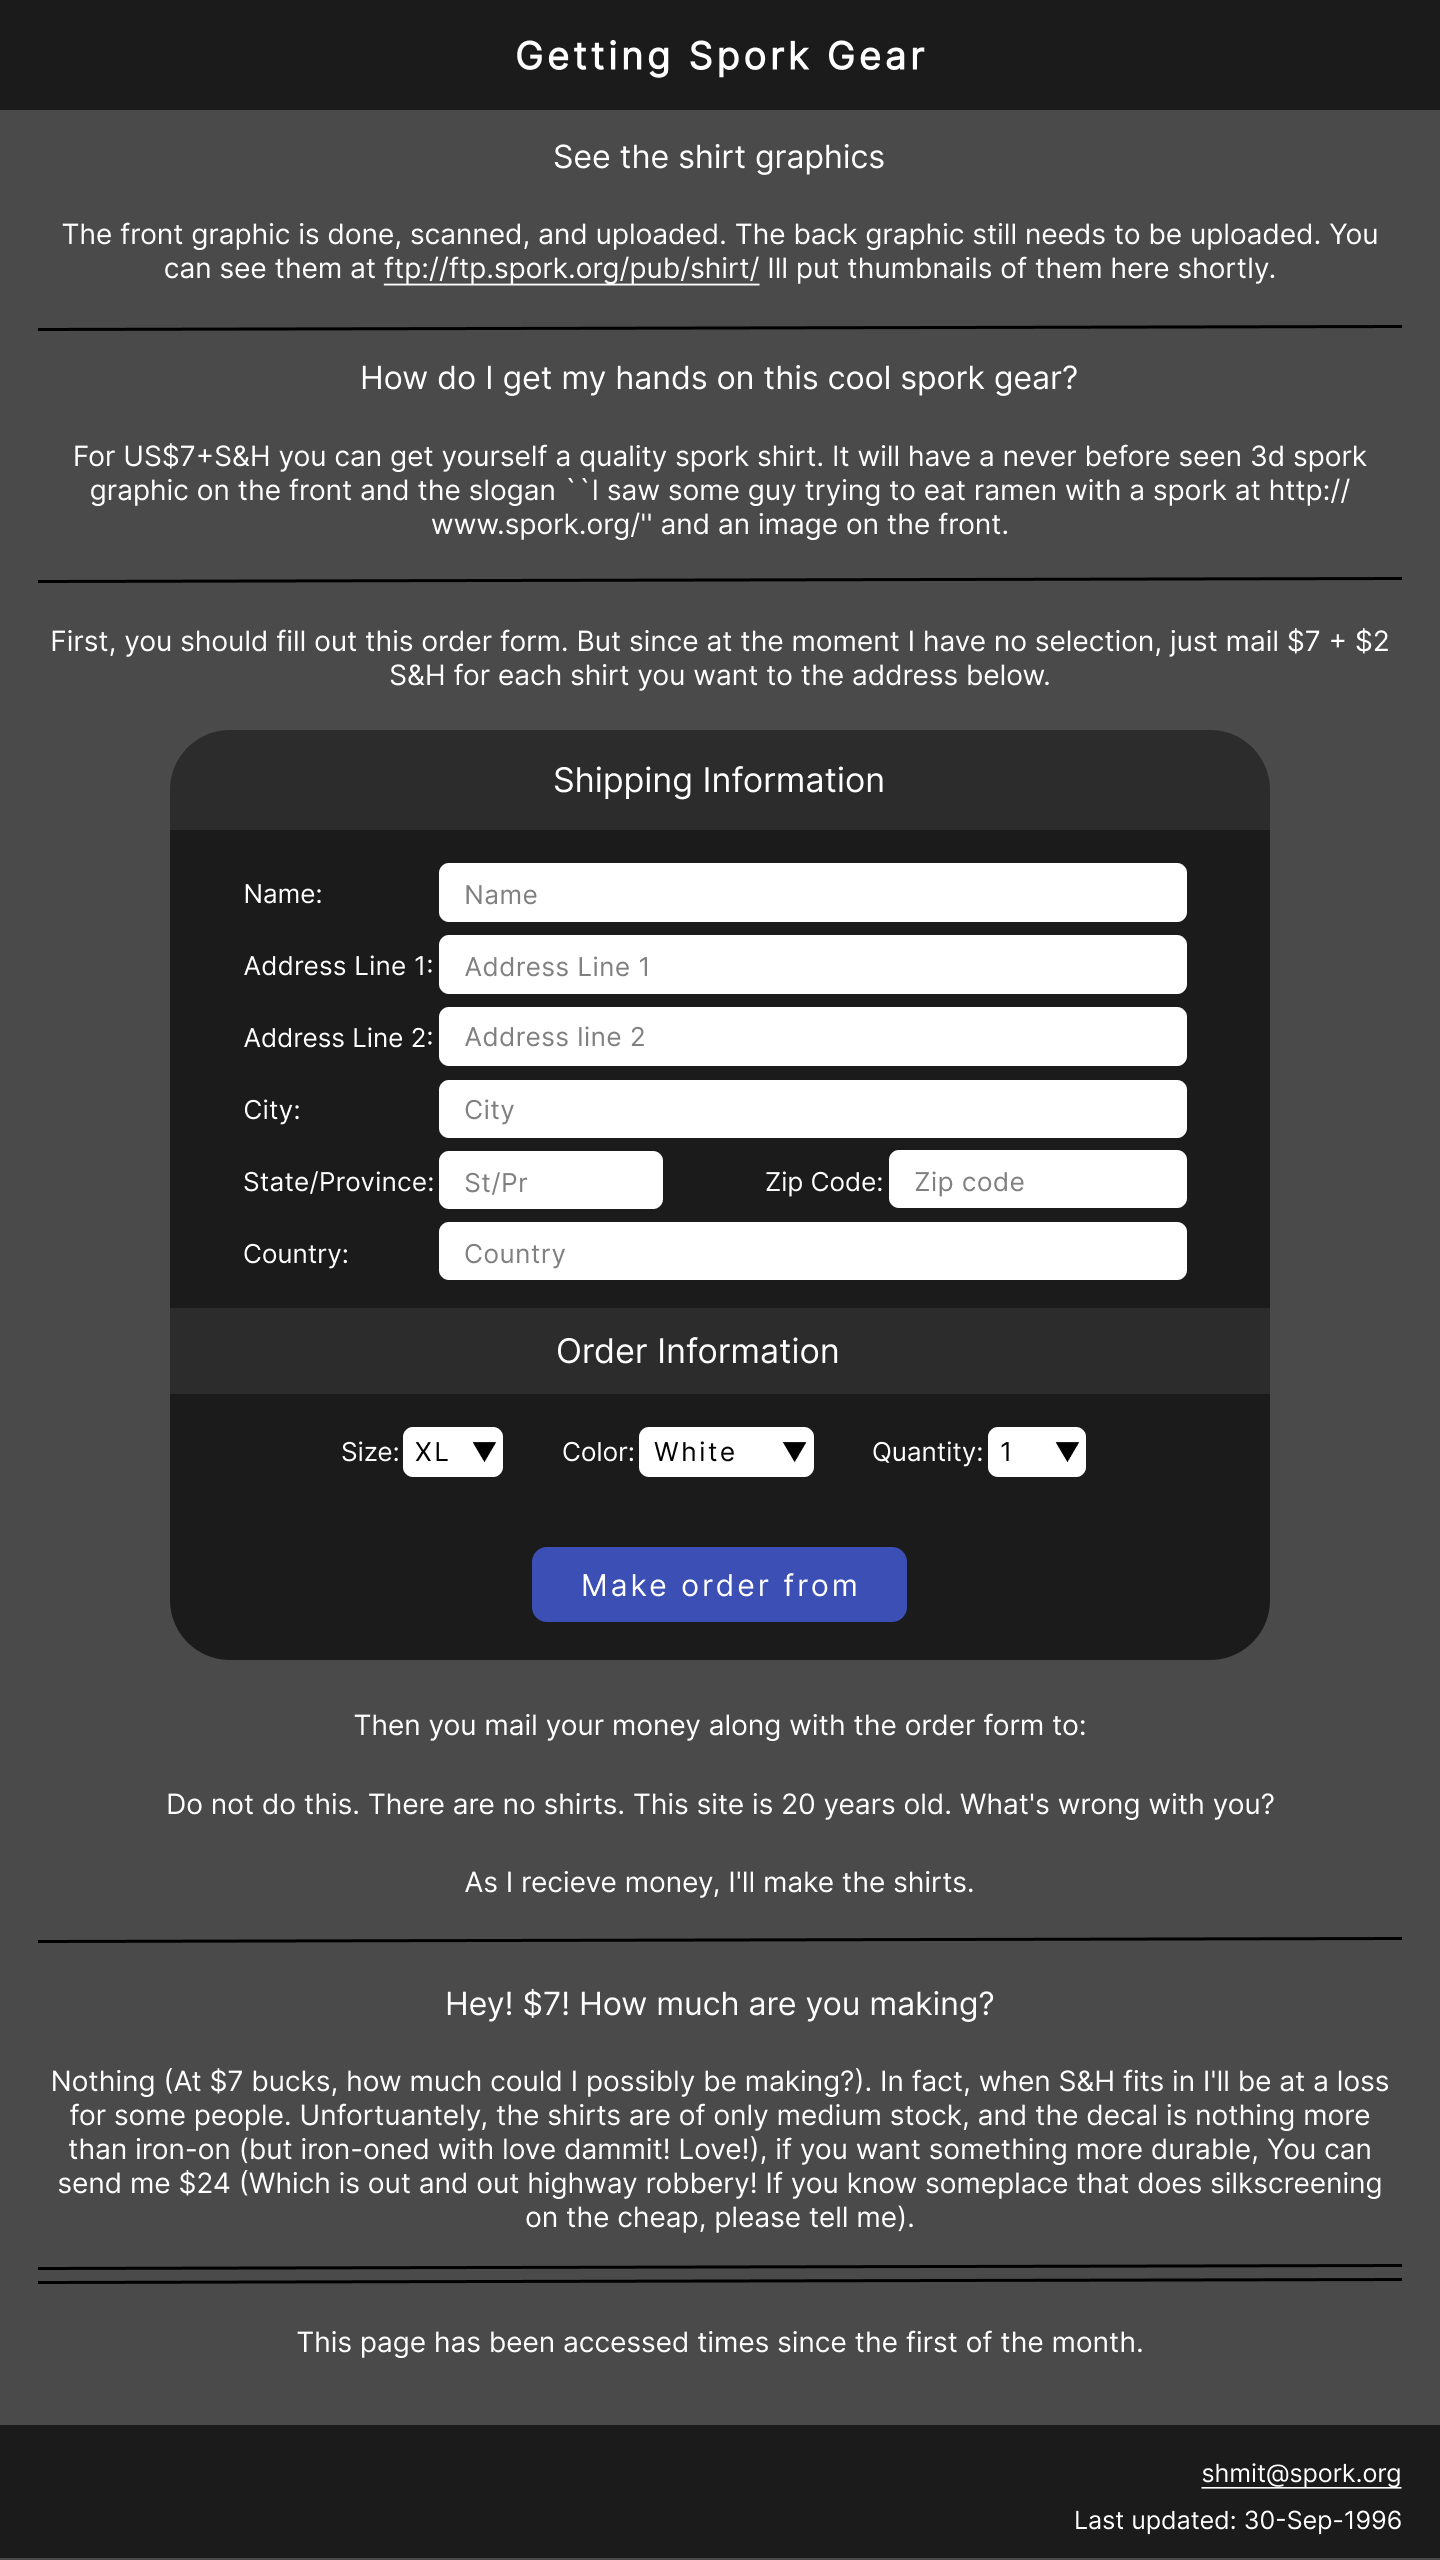 Getting Spork Gear
See the shirt graphics
The front graphic is done, scanned, and uploaded. The back graphic still needs to be uploaded. You
can see them at ftp://ftp.spork.org/pub/shirt/ Ill put thumbnails of them here shortly.
How do I get my hands on this cool spork gear?
For US$7+S&H you can get yourself a quality spork shirt. It will have a never before seen 3d spork
graphic on the front and the slogan ``I saw some guy trying to eat ramen with a spork at http://
www.spork.org/'' and an image on the front.
First, you should fill out this order form. But since at the moment I have no selection, just mail $7 + $2
S&H for each shirt you want to the address below.
Shipping Information
Name: Name
Address Line 1: Address Line 1
Address Line 2: Address line 2
City: City
State/Province: St/Pr Zip Code: Zip code
Country: Country
Order Information
Size: XL ▼ Color: White ▼ Quantity: 1 ▼
Make order from
Then you mail your money along with the order form to:
Do not do this. There are no shirts. This site is 20 years old. What's wrong with you?
As I recieve money, I'll make the shirts.
Hey! $7! How much are you making?
Nothing (At $7 bucks, how much could I possibly be making?). In fact, when S&H fits in I'll be at a loss
for some people. Unfortuantely, the shirts are of only medium stock, and the decal is nothing more
than iron-on (but iron-oned with love dammit! Love!), if you want something more durable, You can
send me $24 (Which is out and out highway robbery! If you know someplace that does silkscreening
on the cheap, please tell me).
This page has been accessed times since the first of the month.
shmit@spork.org
Last updated: 30-Sep-1996